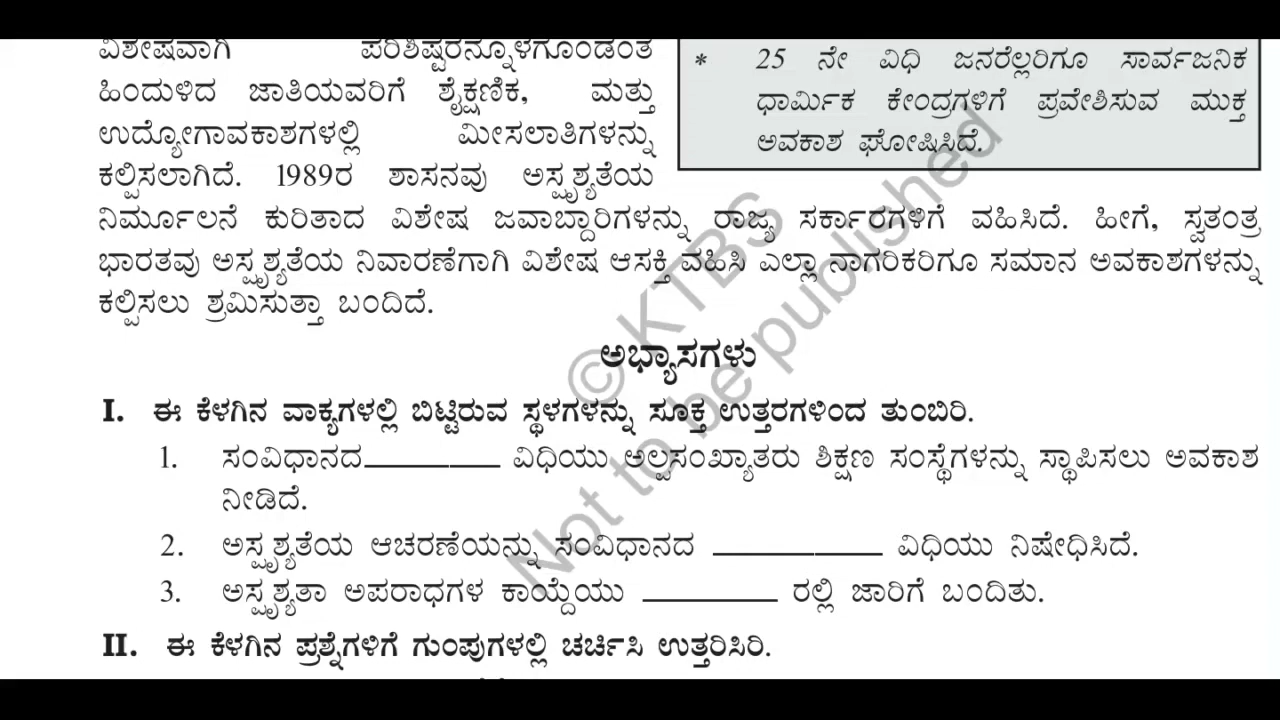 ವಿಶೇಷವಾಗಿ ಪರಿಶಿಷ್ಟರನ್ನೊಳಗೊಂಡಂತೆ
ಹಿಂದುಳಿದ ಜಾತಿಯವರಿಗೆ ಶೈಕ್ಷಣಿಕ, ಮತ್ತು
ಉದ್ಯೋಗಾವಕಾಶಗಳಲ್ಲಿ ಮೀಸಲಾತಿಗಳನ್ನು
ಕಲ್ಪಿಸಲಾಗಿದೆ. 1989ರ ಶಾಸನವು ಅಸ್ಪೃಶ್ಯತೆಯ
* 25 ನೇ ವಿಧಿ ಜನರೆಲ್ಲರಿಗೂ ಸಾರ್ವಜನಿಕ
ಧಾರ್ಮಿಕ ಕೇಂದ್ರಗಳಿಗೆ ಪ್ರವೇಶಿಸುವ ಮುಕ್ತ
ಅವಕಾಶ ಘೋಷಿಸಿದೆ.
ನಿರ್ಮೂಲನೆ ಕುರಿತಾದ ವಿಶೇಷ ಜವಾಬ್ದಾರಿಗಳನ್ನು ರಾಜ್ಯ ಸರ್ಕಾರಗಳಿಗೆ ವಹಿಸಿದೆ. ಹೀಗೆ, ಸ್ವತಂತ್ರ
ಭಾರತವು ಅಸ್ಪೃಶ್ಯತೆಯ ನಿವಾರಣೆಗಾಗಿ ವಿಶೇಷ ಆಸಕ್ತಿ ವಹಿಸಿ ಎಲ್ಲಾ ನಾಗರಿಕರಿಗೂ ಸಮಾನ ಅವಕಾಶಗಳನ್ನು
ಕಲ್ಪಿಸಲು ಶ್ರಮಿಸುತ್ತಾ ಬಂದಿದೆ.
ಅಭ್ಯಾಸಗಳು
I. ಈ ಕೆಳಗಿನ ವಾಕ್ಯಗಳಲ್ಲಿ ಬಿಟ್ಟಿರುವ ಸ್ಥಳಗಳನ್ನು ಸೂಕ್ತ ಉತ್ತರಗಳಿಂದ ತುಂಬಿರಿ.
1. ಸಂವಿಧಾನದ________ ವಿಧಿಯು ಅಲ್ಪಸಂಖ್ಯಾತರು ಶಿಕ್ಷಣ ಸಂಸ್ಥೆಗಳನ್ನು ಸ್ಥಾಪಿಸಲು ಅವಕಾಶ
ನೀಡಿದೆ.
2. ಅಸ್ಪೃಶ್ಯತೆಯ ಆಚರಣೆಯನ್ನು ಸಂವಿಧಾನದ __________ ವಿಧಿಯು ನಿಷೇಧಿಸಿದೆ.
3. ಅಸ್ಪೃಶ್ಯತಾ ಅಪರಾಧಗಳ ಕಾಯ್ದೆಯು ________ ರಲ್ಲಿ ಜಾರಿಗೆ ಬಂದಿತು.
II. ಈ ಕೆಳಗಿನ ಪ್ರಶ್ನೆಗಳಿಗೆ ಗುಂಪುಗಳಲ್ಲಿ ಚರ್ಚಿಸಿ ಉತ್ತರಿಸಿರಿ.
© KTBS
Not to be published